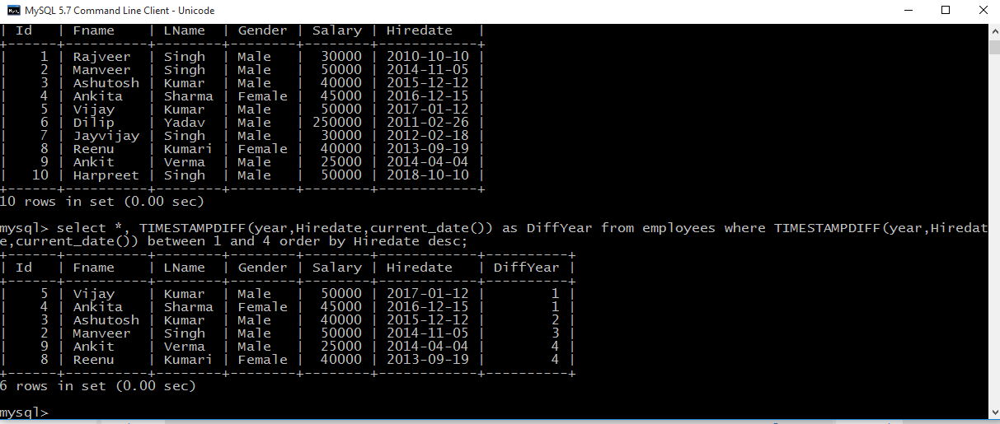 MySQL 5.7 Command Line Client - Unicode
| Id | Fname | LName | Gender | Salary | Hiredate |
+------+----------+--------+--------+--------+------------+
| 1 | Rajveer | Singh | Male | 30000 | 2010-10-10 |
| 2 | Manveer | Singh | Male | 50000 | 2014-11-05 |
| 3 | Ashutosh | Kumar | Male | 40000 | 2015-12-12 |
| 4 | Ankita | Sharma | Female | 45000 | 2016-12-15 |
| 5 | Vijay | Kumar | Male | 50000 | 2017-01-12 |
| 6 | Dilip | Yadav | Male | 250000 | 2011-02-26 |
| 7 | Jayvijay | Singh | Male | 30000 | 2012-02-18 |
| 8 | Reenu | Kumari | Female | 40000 | 2013-09-19 |
| 9 | Ankit | Verma | Male | 25000 | 2014-04-04 |
| 10 | Harpreet | Singh | Male | 50000 | 2018-10-10 |
+------+----------+--------+--------+--------+------------+
10 rows in set (0.00 sec)
mysql> select *, TIMESTAMPDIFF(year,Hiredate,current_date()) as DiffYear from employees where TIMESTAMPDIFF(year,Hiredat
e,current_date()) between 1 and 4 order by Hiredate desc;
+------+----------+--------+--------+--------+------------+----------+
| Id | Fname | LName | Gender | Salary | Hiredate | DiffYear |
+------+----------+--------+--------+--------+------------+----------+
| 5 | Vijay | Kumar | Male | 50000 | 2017-01-12 | 1 |
| 4 | Ankita | Sharma | Female | 45000 | 2016-12-15 | 1 |
| 3 | Ashutosh | Kumar | Male | 40000 | 2015-12-12 | 2 |
| 2 | Manveer | Singh | Male | 50000 | 2014-11-05 | 3 |
| 9 | Ankit | Verma | Male | 25000 | 2014-04-04 | 4 |
| 8 | Reenu | Kumari | Female | 40000 | 2013-09-19 | 4 |
+------+----------+--------+--------+--------+------------+----------+
6 rows in set (0.00 sec)
mysql>